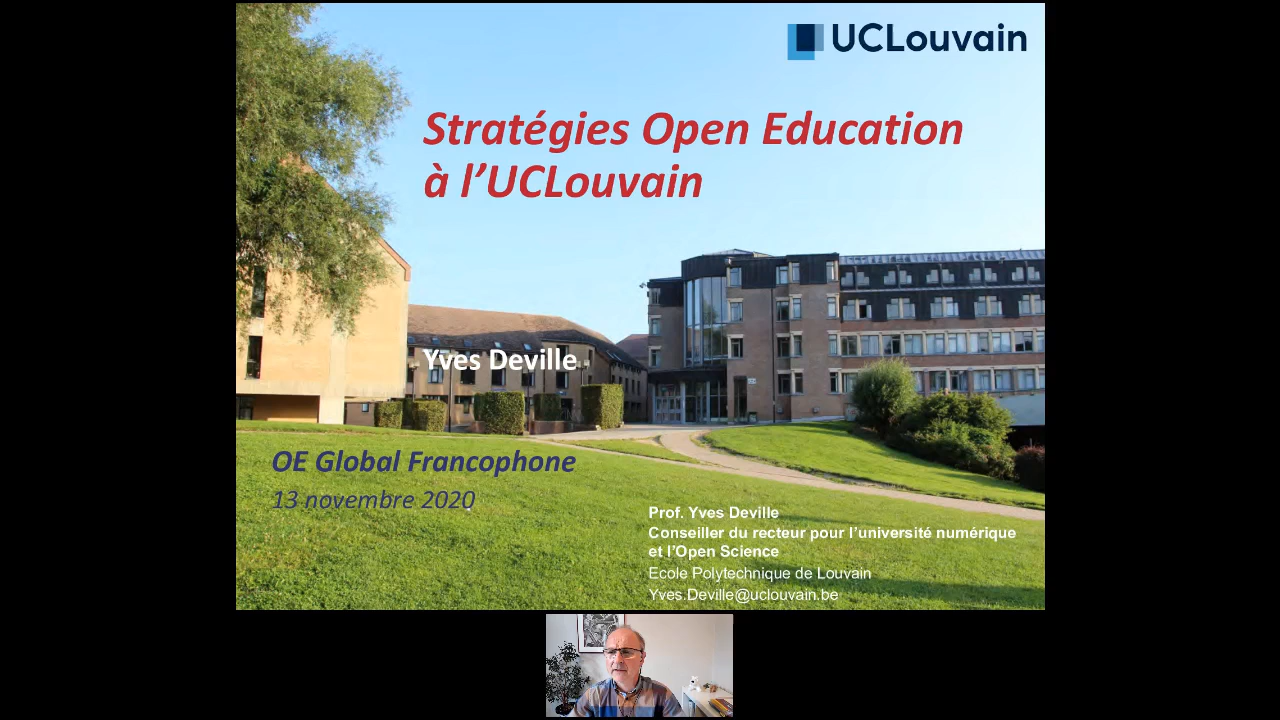 UCLouvain
Stratégies Open Education
à l’UCLouvain
Yves Deville
OE Global Francophone
13 novembre 2020
Prof. Yves Deville
Conseiller du recteur pour l’université numérique
et l’Open Science
Ecole Polytechnique de Louvain
Yves.Deville@uclouvain.be